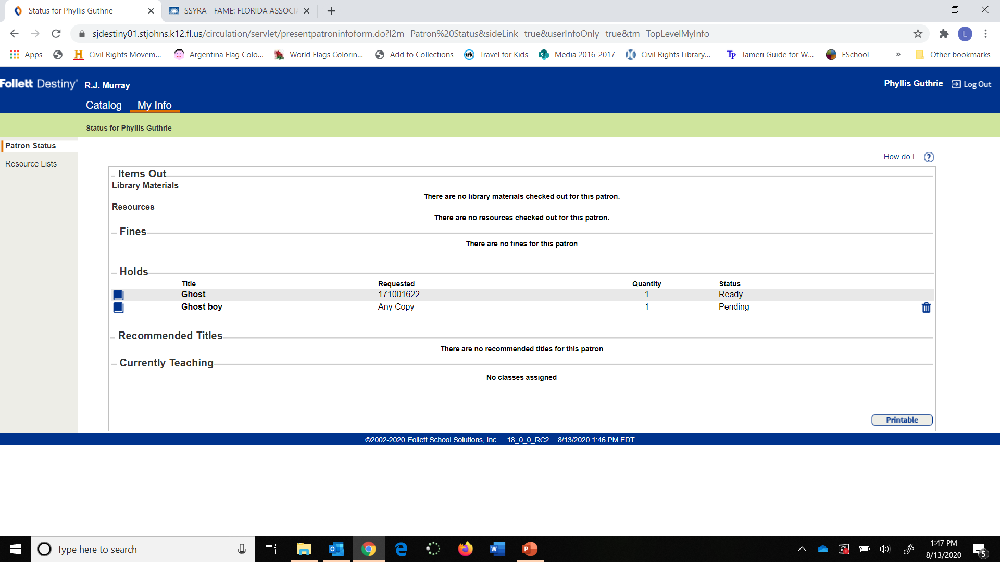 Status for Phyllis Guthrie
SSYRA - FAME: FLORIDA ASSOCI
sjdestiny01.stjohns.k12.fl.us/circulation/servlet/presentpatroninfoform.do?l2m=Patron%20Status&sideLink=true&userInfoOnly=true&tm=TopLevelMyInfo
L
Apps
H Civil Rights Movem...
Argentina Flag Colo...
World Flags Colorin...
Add to Collections
tfk Travel for Kids
Media 2016-2017
Civil Rights Library...
Tp Tameri Guide for W...
ESchool
»
Other bookmarks
Follett Destiny R.J. Murray
Phyllis Guthrie Log Out
Catalog My Info
Status for Phyllis Guthrie
Patron Status
Resource Lists
How do I... ?
Items Out
Library Materials
There are no library materials checked out for this patron.
Resources
There are no resources checked out for this patron.
Fines
There are no fines for this patron
Holds
Title Requested Quantity Status
Ghost 171001622 1 Ready
Ghost boy Any Copy 1 Pending
Recommended Titles
There are no recommended titles for this patron
Currently Teaching
No classes assigned
Printable
©2002-2020 Follett School Solutions, Inc. 18_0_0_RC2 8/13/2020 1:46 PM EDT
Type here to search
1:47 PM
8/13/2020
5